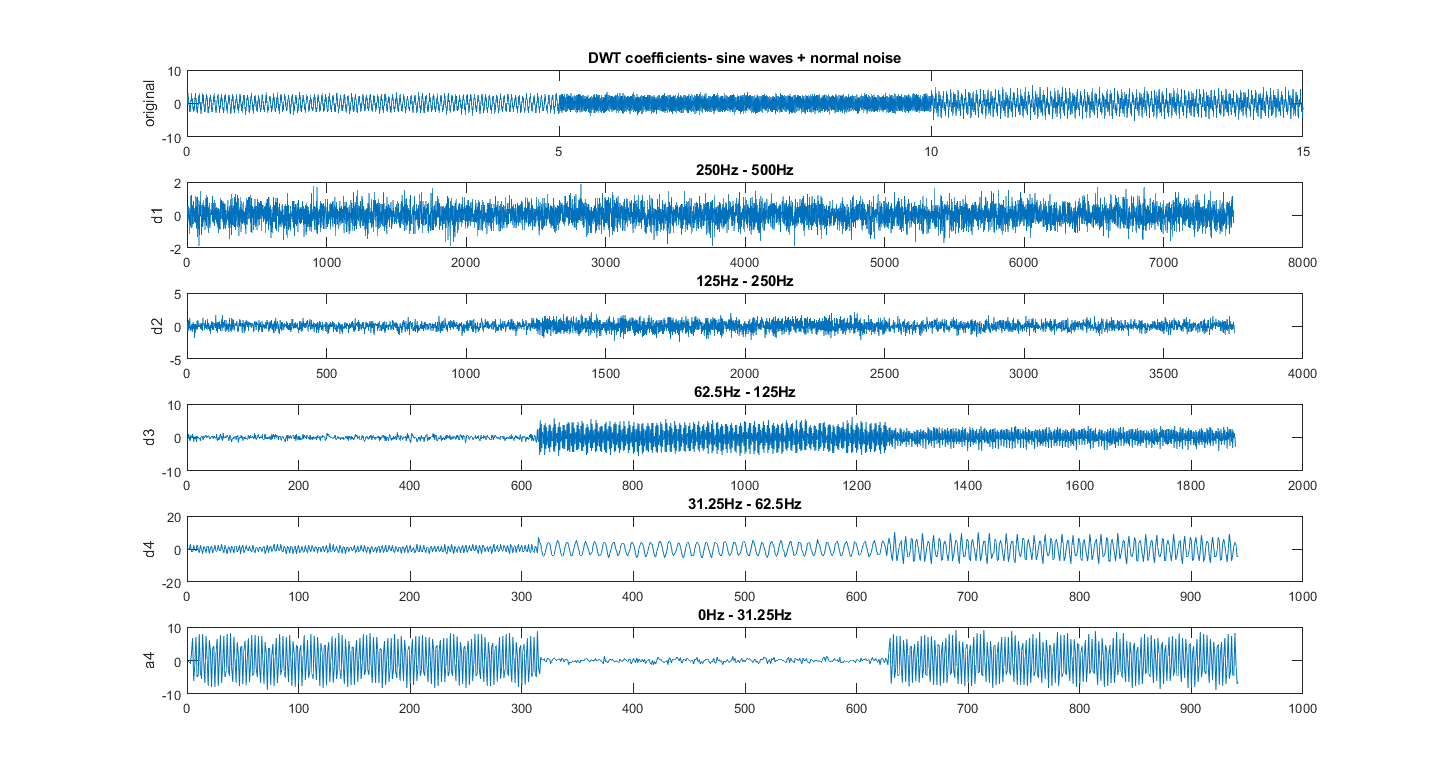 DWT coefficients- sine waves + normal noise
original
10
0
-10
0 5 10 15
250Hz - 500Hz
d1
2
0
-2
0 1000 2000 3000 4000 5000 6000 7000 8000
125Hz - 250Hz
d2
5
0
-5
0 500 1000 1500 2000 2500 3000 3500 4000
62.5Hz - 125Hz
d3
10
0
-10
0 200 400 600 800 1000 1200 1400 1600 1800 2000
31.25Hz - 62.5Hz
d4
20
0
-20
0 100 200 300 400 500 600 700 800 900 1000
0Hz - 31.25Hz
a4
10
0
-10
0 100 200 300 400 500 600 700 800 900 1000